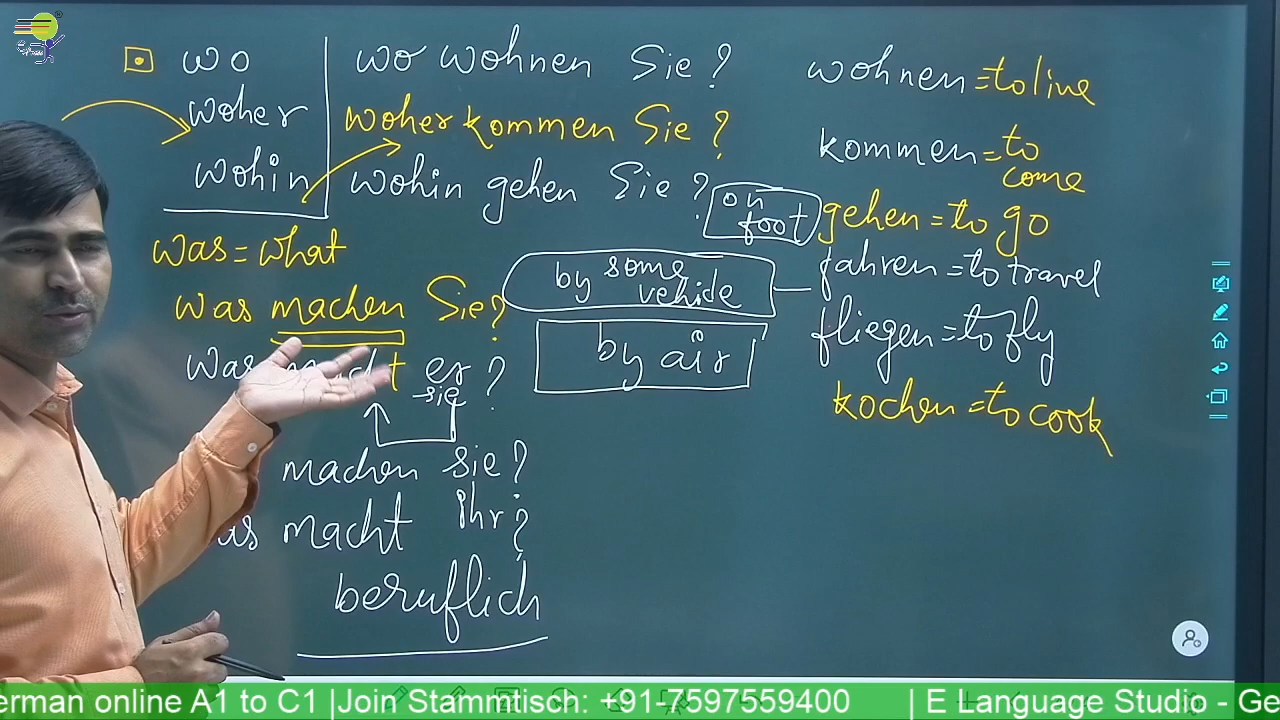 wo
woher
wohin
wo wohnen Sie ?
woher kommen Sie ?
wohin gehen Sie ?
was = what
was machen Sie?
was t er ?
sie
machen sie?
macht Ihr?
beruflich
wohnen = to live
kommen = to
come
on
foot
gehen = to go
by some
vehide
fahren = to travel
by air
fliegen = to fly
kochen = to cook
erman online A1 to C1 |Join Stammtisch: +91-7597559400 | E Language Studio - Ge